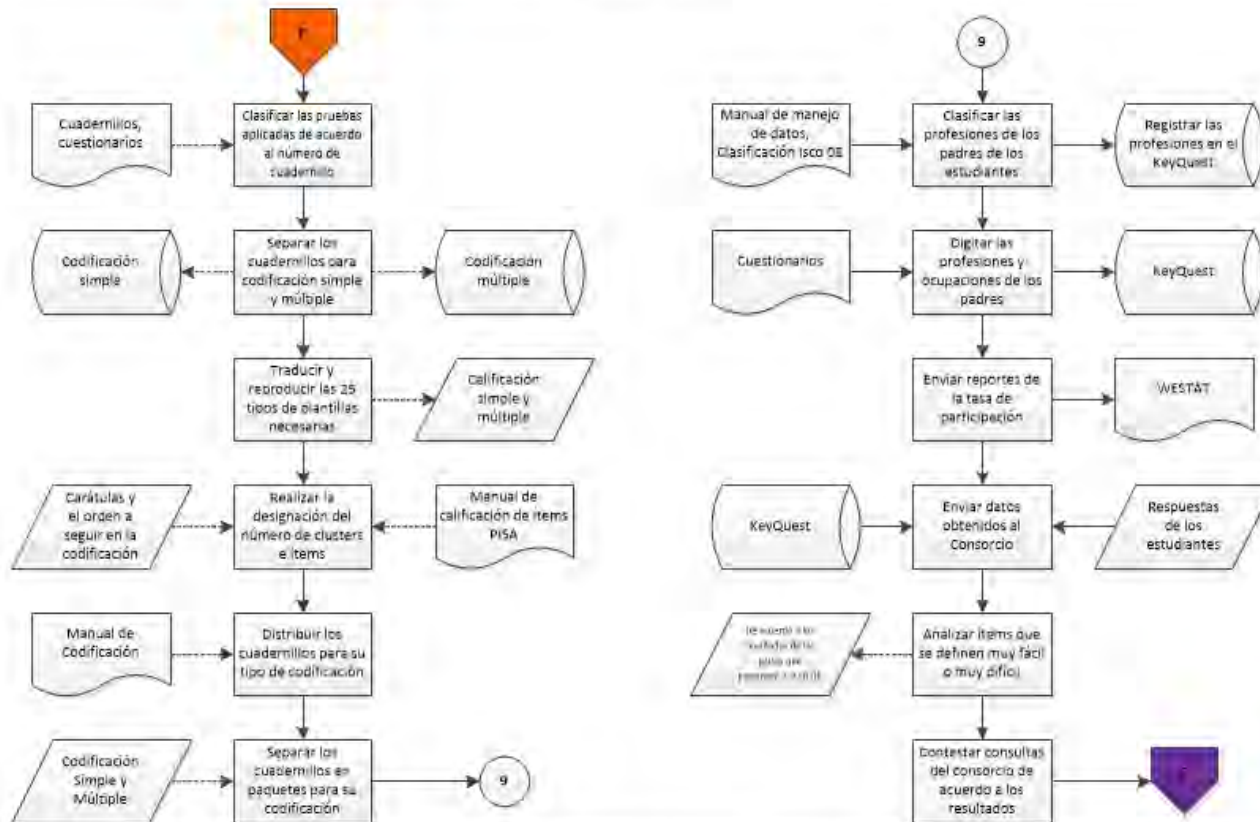 Cuadernillos,
cuestionarios
Clasificar las pruebas
aplicadas de acuerdo
al número de
cuadernillo
Codificación
simple
Separar los
cuadernillos para
codificación simple
y múltiple
Codificación
múltiple
Traducir y
reproducir las 25
tipos de plantillas
necesarias
Calificación
simple y
múltiple
Carátulas y
el orden a
seguir en la
codificación
Realizar la
designación del
número de clusters
e items
Manual de
calificación de items
PISA
Manual de
Codificación
Distribuir los
cuadernillos para su
tipo de codificación
Codificación
Simple y
Múltiple
Separar los
cuadernillos en
paquetes para su
codificación
9
9
Manual de manejo
de datos,
Clasificación Isco
Clasificar las
profesiones de los
padres de los
estudiantes
Registrar las
profesiones en el
KeyQuest
Cuestionarios
Digitar las
profesiones y
ocupaciones de los
padres
KeyQuest
Enviar reportes de
la tasa de
participación
WESTAT
KeyQuest
Enviar datos
obtenidos al
Consorcio
Respuestas
de los
estudiantes
Analizar items que
se definen muy fácil
o muy difícil
Contestar consultas
del consorcio de
acuerdo a los
resultados